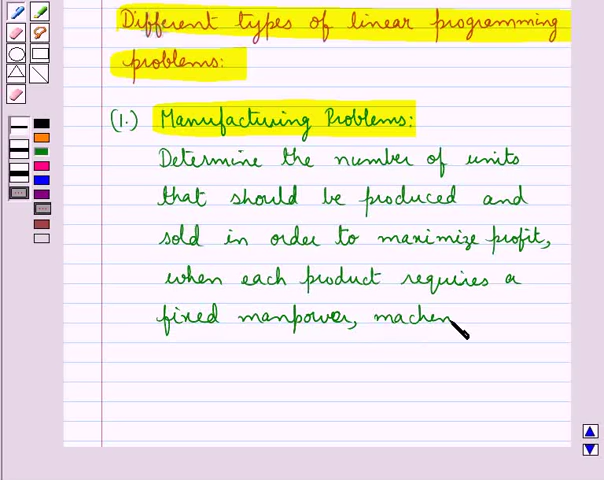 Different types of linear programming
problems:
(1.) Manufacturing Problems:
Determine the number of units
that should be produced and
sold in order to maximize profit,
when each product requires a
fixed manpower, machen